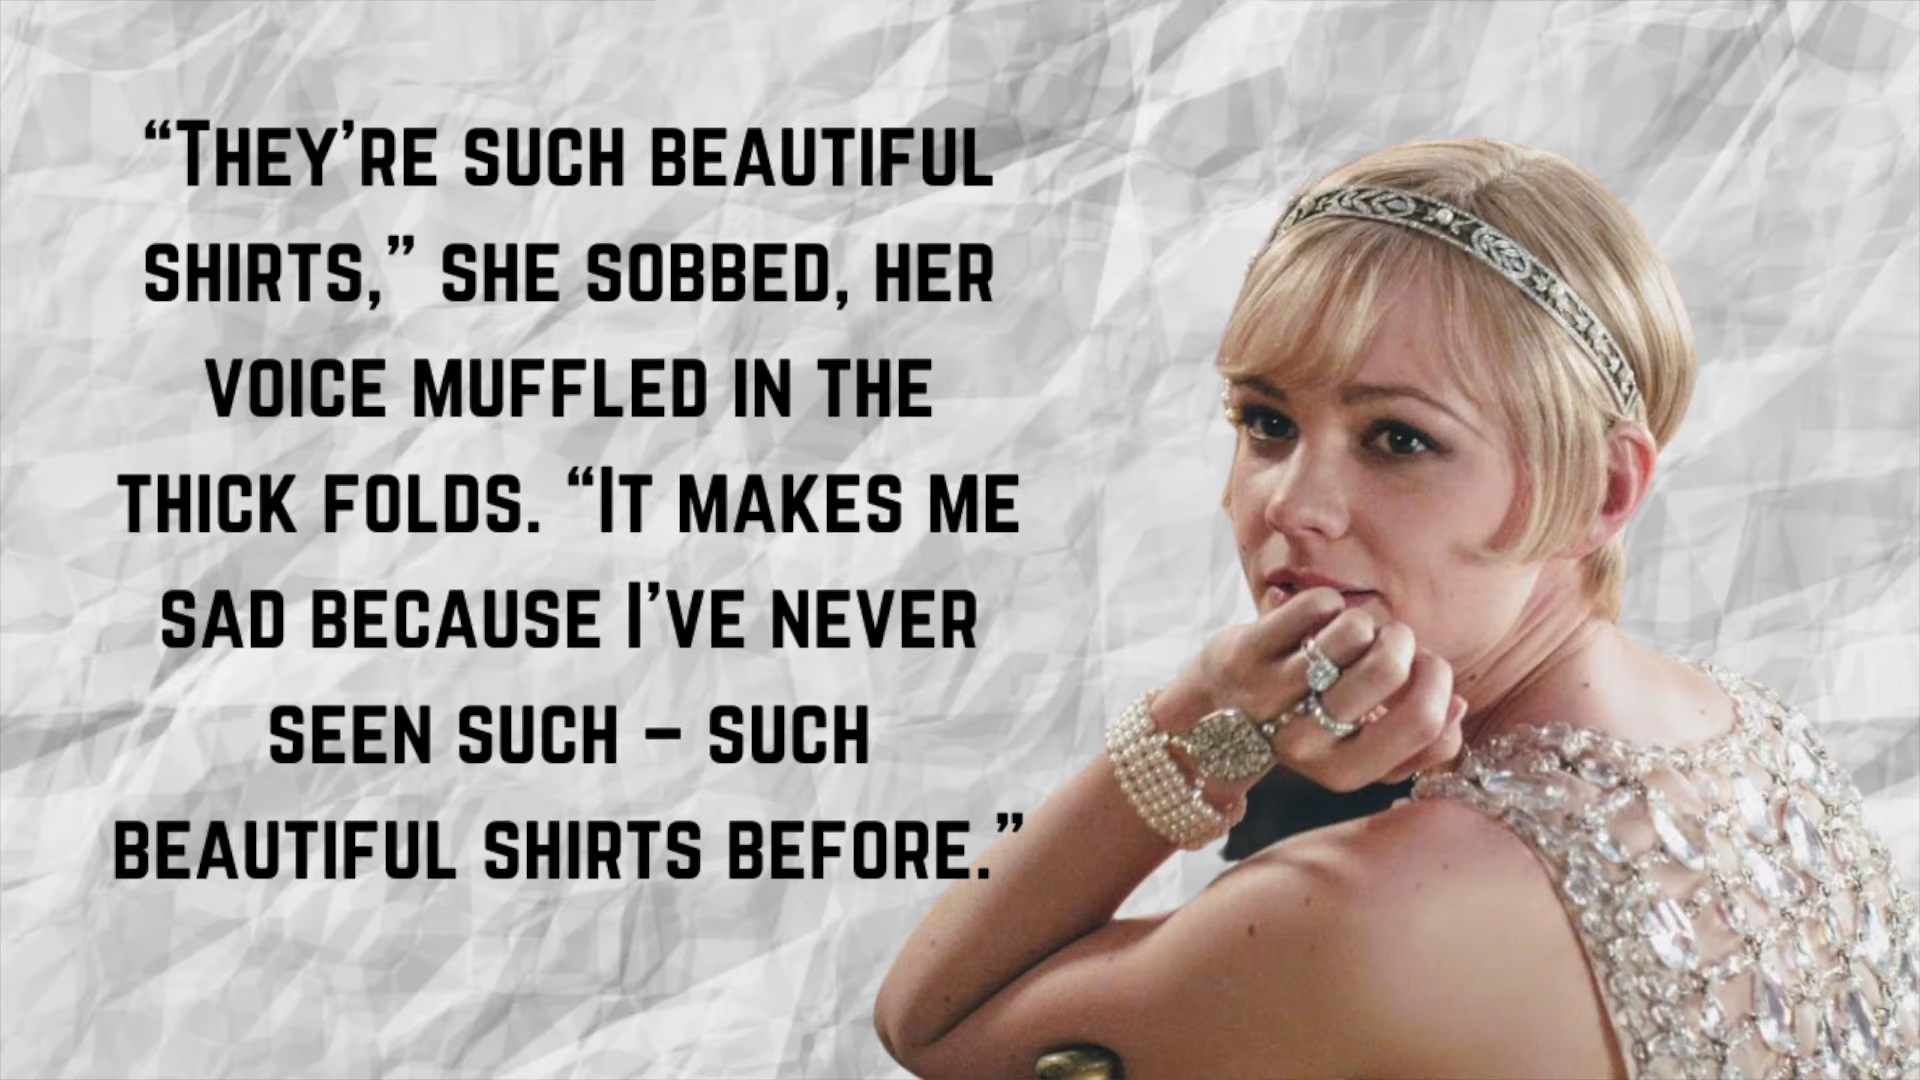 “They’re such beautiful
shirts,” she sobbed, her
voice muffled in the
thick folds. “It makes me
sad because I’ve never
seen such – such
beautiful shirts before.”